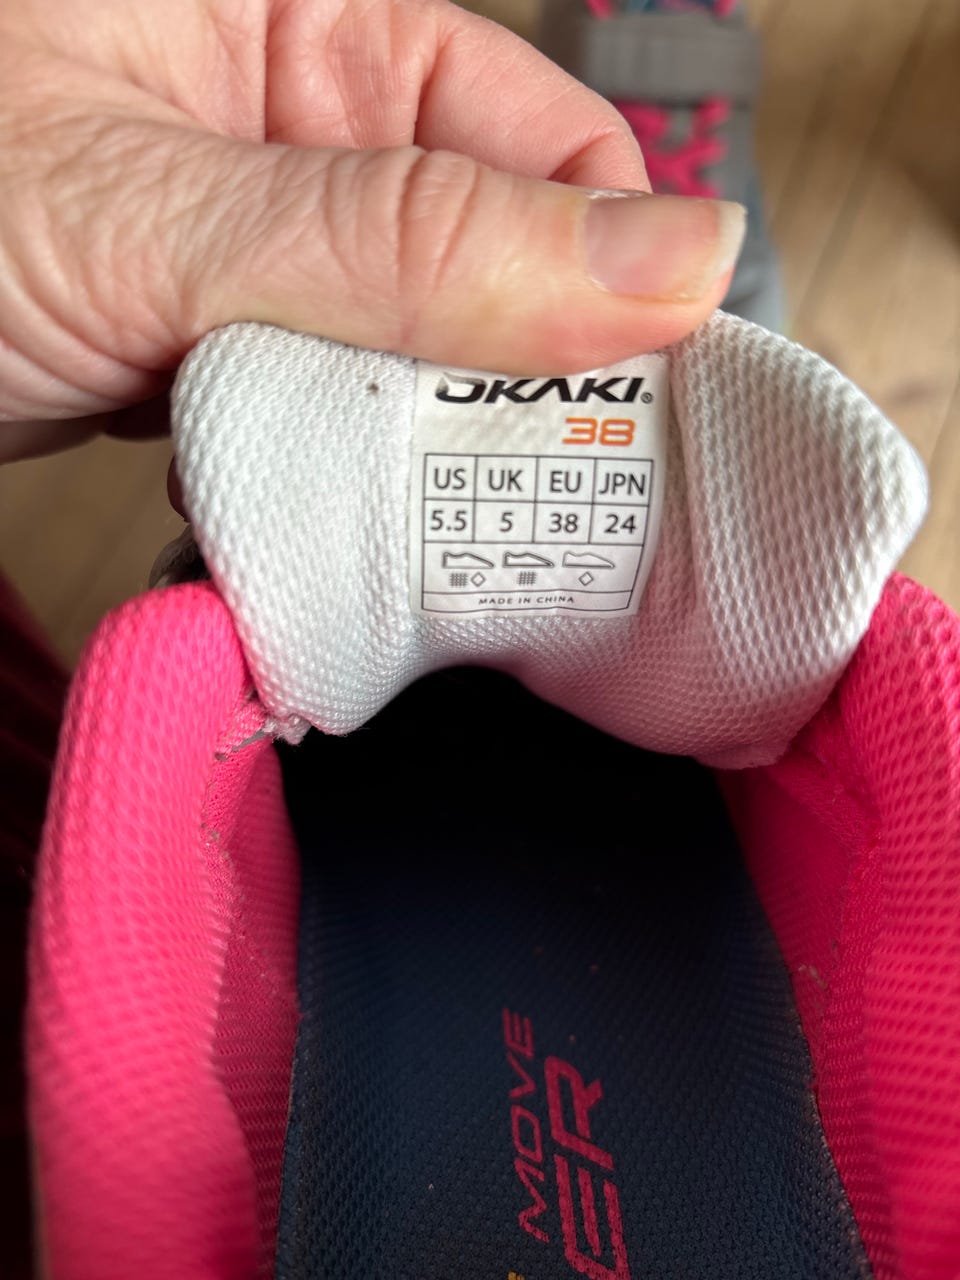 OKAKI®
38
US UK EU JPN
5.5 5 38 24
MADE IN CHINA
MOVE